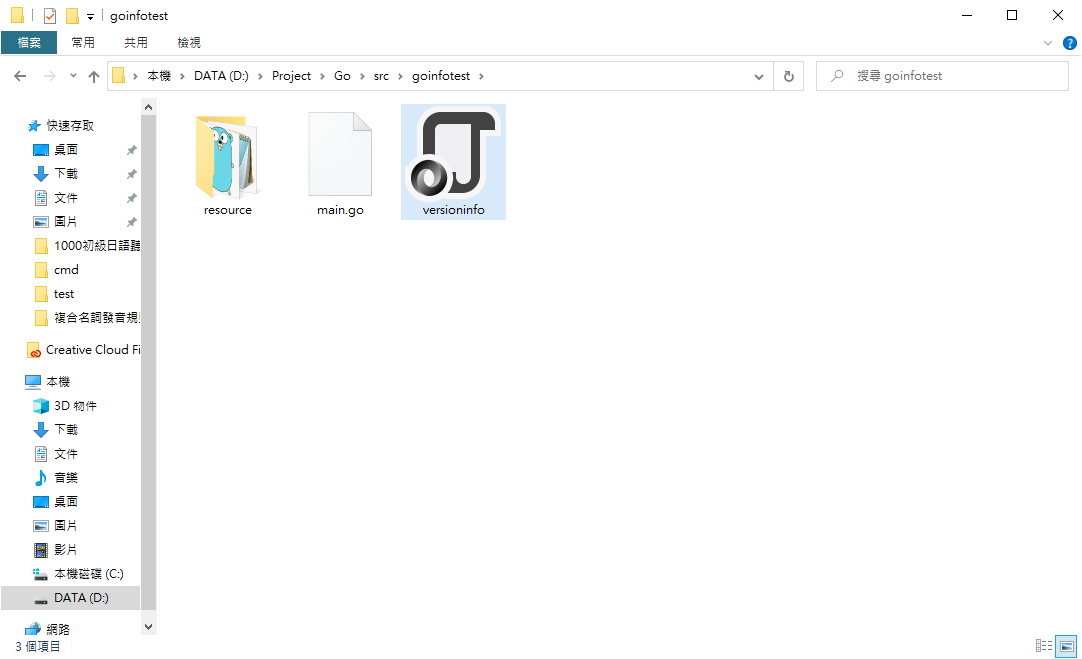 goinfotest
檔案 常用 共用 檢視
本機 DATA (D:) Project Go src goinfotest
搜尋 goinfotest
快速存取
桌面
下載
文件
圖片
1000初級日語聽
cmd
test
複合名詞發音規
Creative Cloud Fi
本機
3D 物件
下載
文件
音樂
桌面
圖片
影片
本機磁碟 (C:)
DATA (D:)
網路
resource
main.go
versioninfo
3 個項目